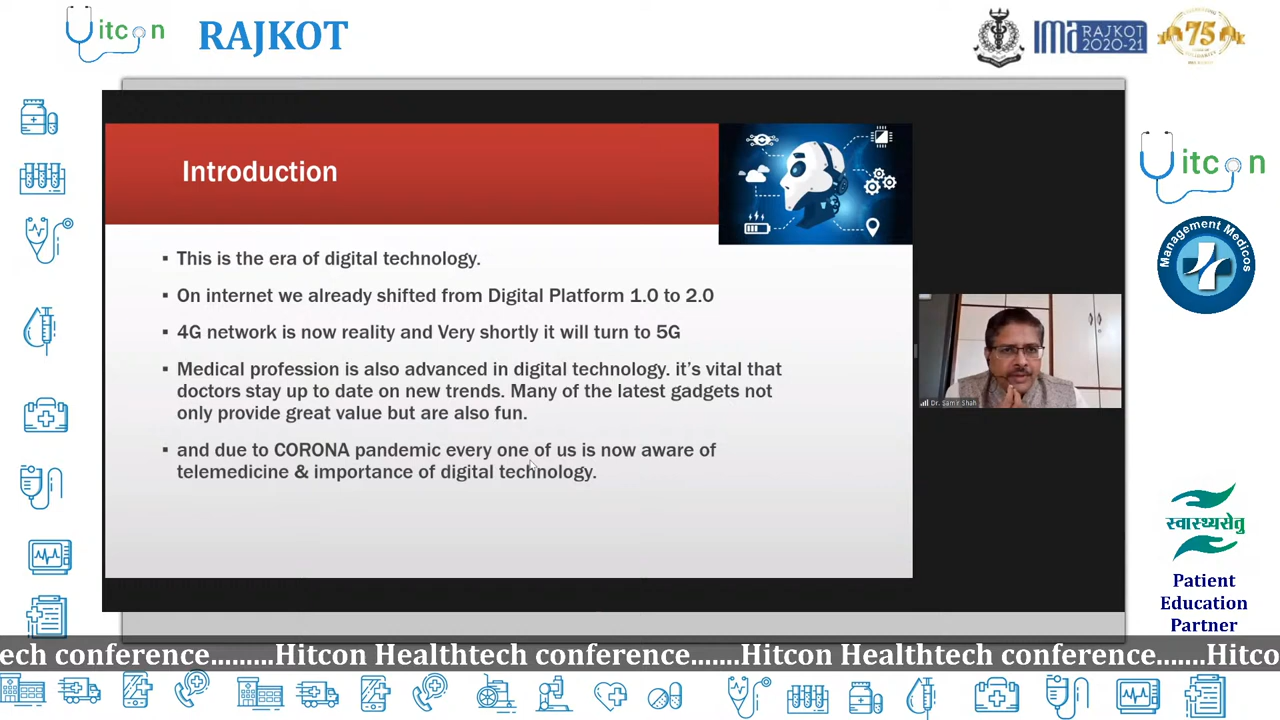 itcon
RAJKOT
IMA RAJKOT
2020-21
75
Introduction
▪ This is the era of digital technology.
▪ On internet we already shifted from Digital Platform 1.0 to 2.0
▪ 4G network is now reality and Very shortly it will turn to 5G
▪ Medical profession is also advanced in digital technology. it’s vital that
doctors stay up to date on new trends. Many of the latest gadgets not
only provide great value but are also fun.
▪ and due to CORONA pandemic every one of us is now aware of
telemedicine & importance of digital technology.
Dr. Samir Shah
itcon
Management Medicos
स्वास्थ्यसेतु
Patient
Education
Partner
ech conference.........Hitcon Healthtech conference.......Hitcon Healthtech conference.......Hitco